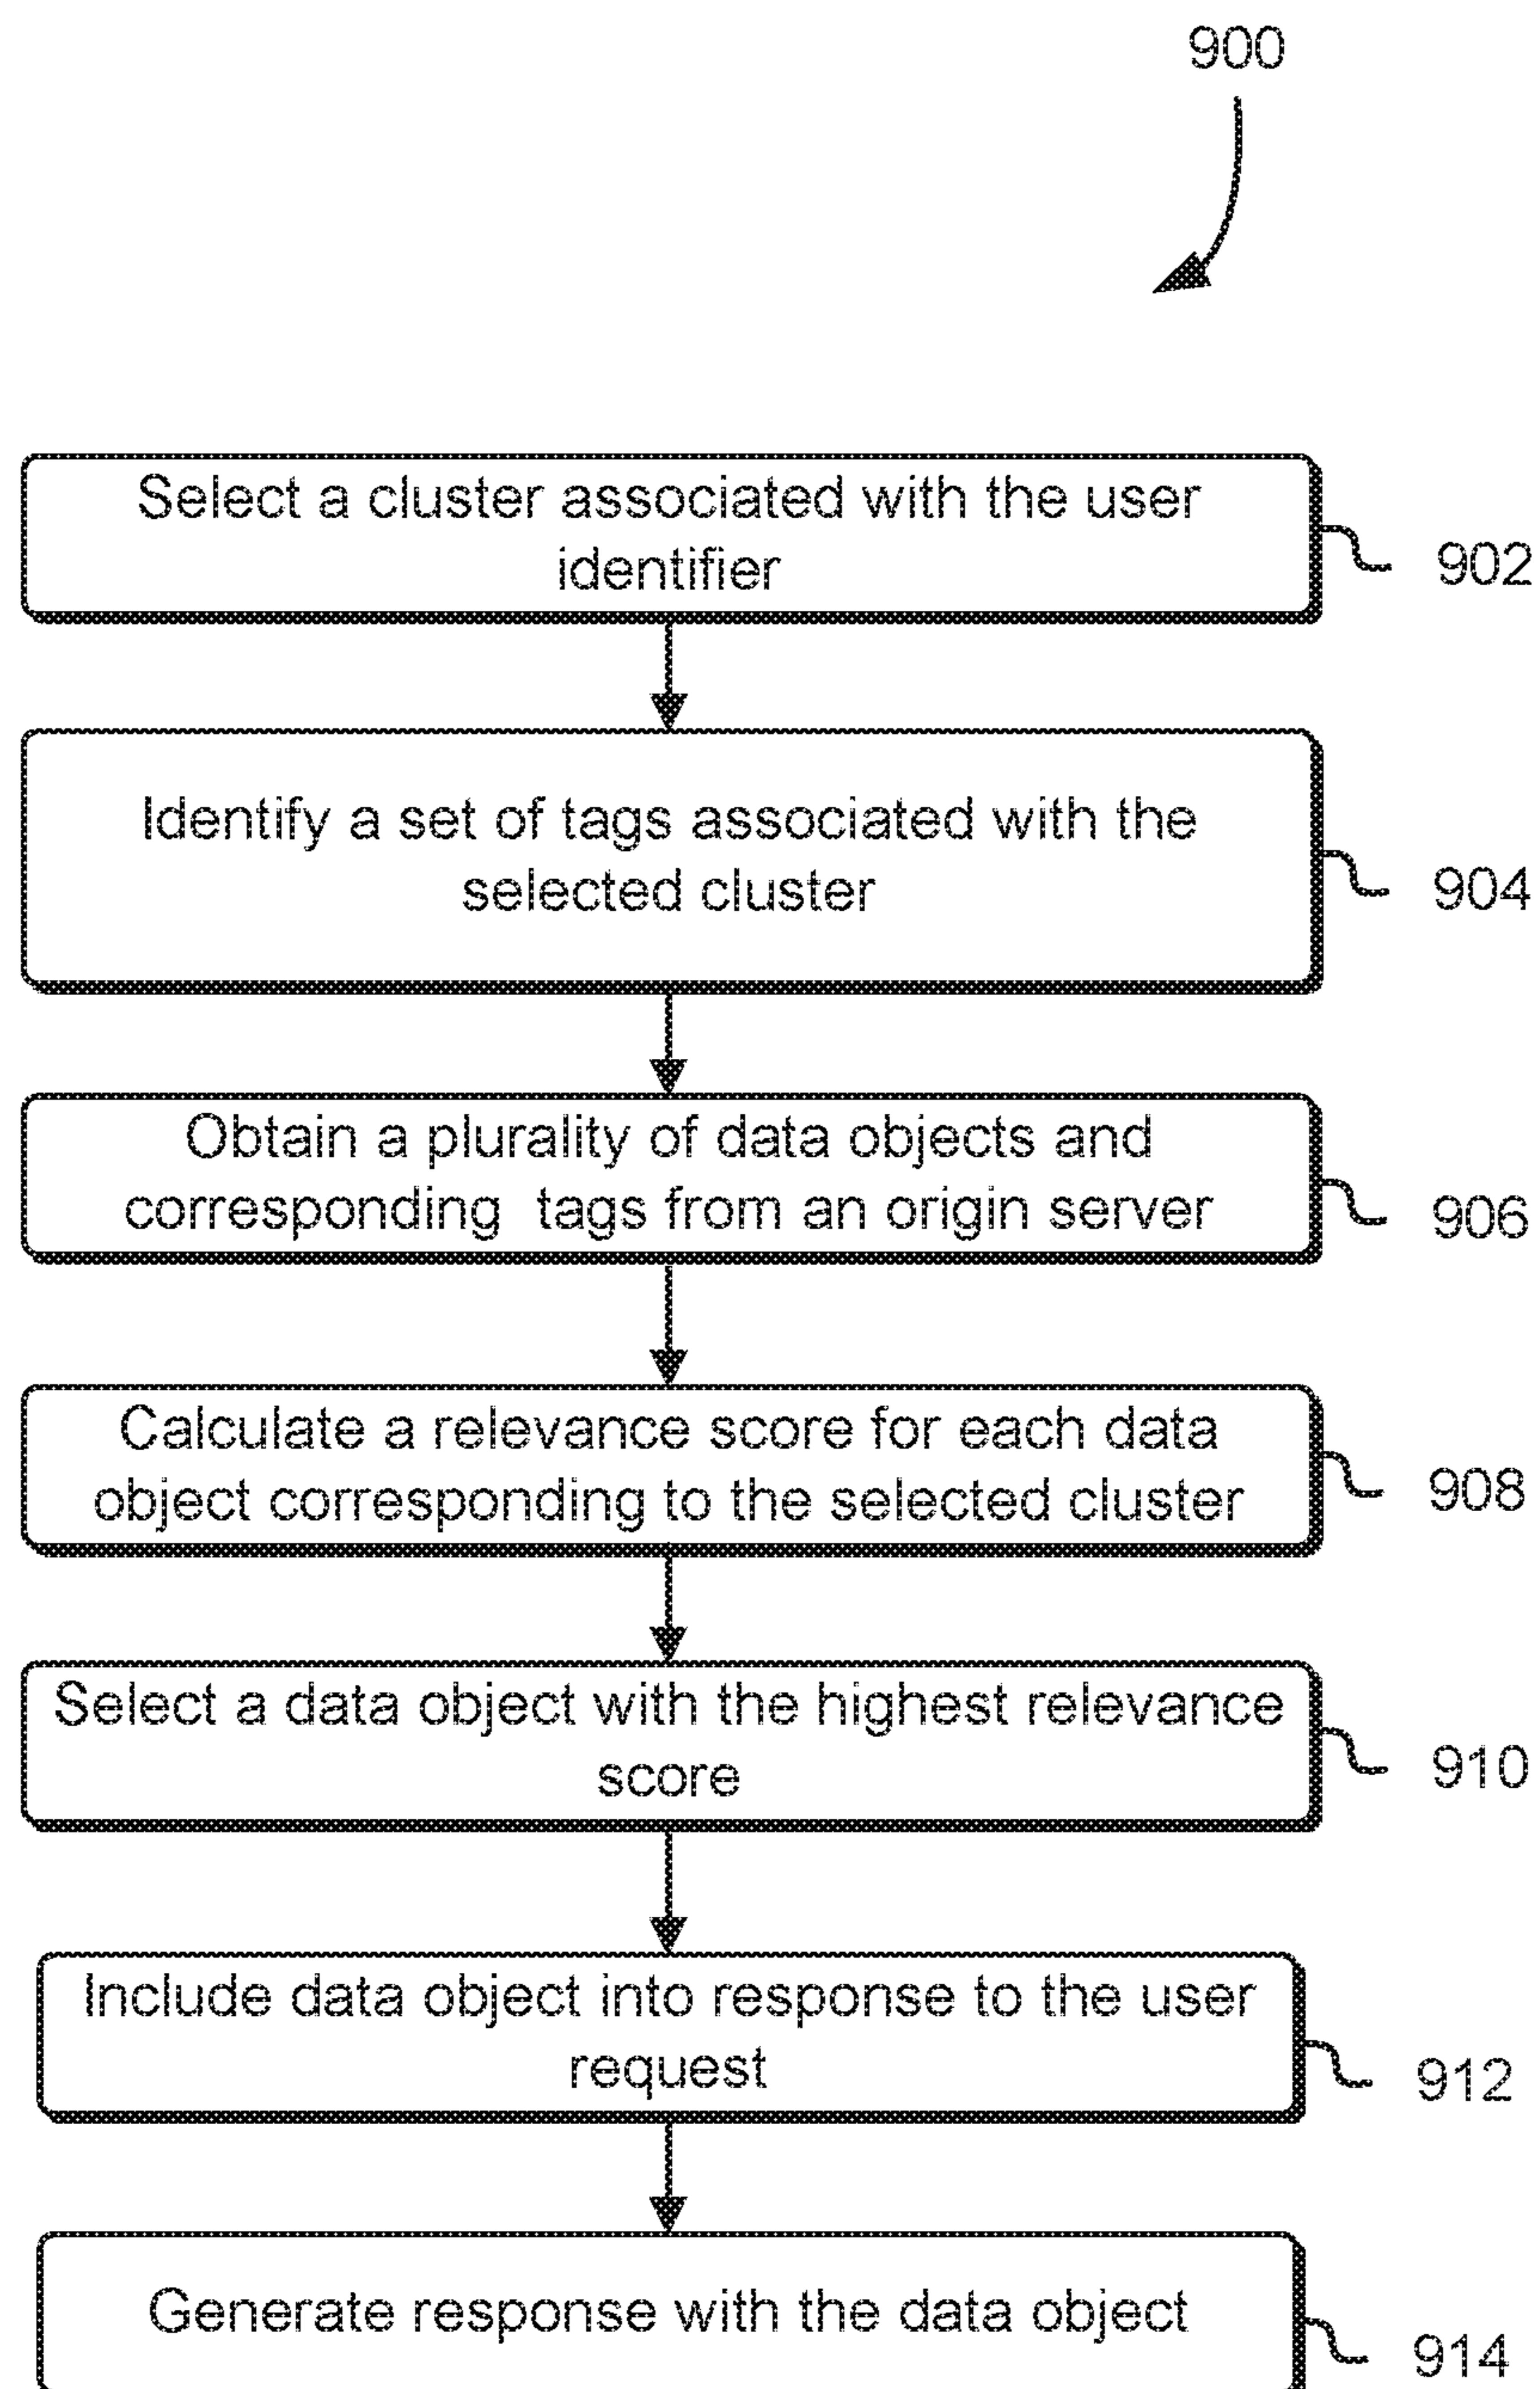 900
Select a cluster associated with the user
identifier
902
Identify a set of tags associated with the
selected cluster
904
Obtain a plurality of data objects and
corresponding tags from an origin server
906
Calculate a relevance score for each data
object corresponding to the selected cluster
908
Select a data object with the highest relevance
score
910
Include data object into response to the user
request
912
Generate response with the data object
914